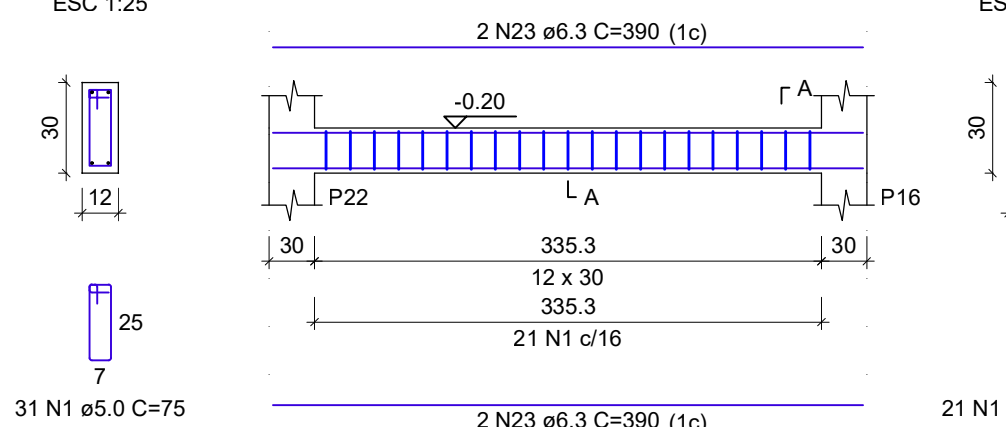 ESC 1:25
ES
2 N23 ø6.3 C=390 (1c)
A
-0.20
30
30
12
P22
A
P16
30
335.3
30
12 x 30
335.3
25
21 N1 c/16
7
31 N1 ø5.0 C=75
21 N1
2 N23 ø6.3 C=390 (1c)